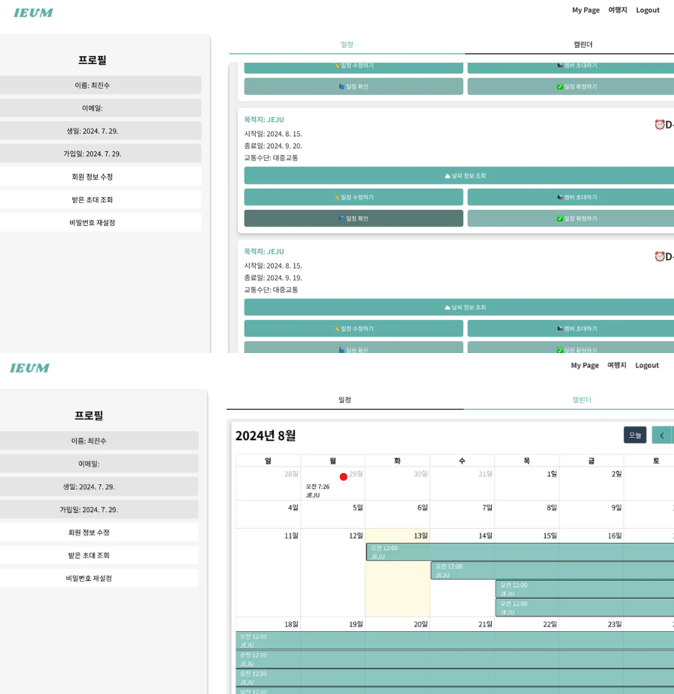 IEUM
My Page 여행지 Logout
프로필
이름: 최진수
이메일:
생일: 2024. 7. 29.
가입일: 2024. 7. 29.
회원 정보 수정
받은 초대 조회
비밀번호 재설정
일정 캘린더
일정 수정하기 멤버 초대하기
일정 확인 일정 확정하기
목적지: JEJU
시작일: 2024. 8. 15.
종료일: 2024. 9. 20.
교통수단: 대중교통
D-
날씨 정보 조회
일정 수정하기 멤버 초대하기
일정 확인 일정 확정하기
목적지: JEJU
시작일: 2024. 8. 15.
종료일: 2024. 9. 19.
교통수단: 대중교통
D-
날씨 정보 조회
일정 수정하기 멤버 초대하기
일정 확인 일정 확정하기
IEUM
My Page 여행지 Logout
프로필
이름: 최진수
이메일:
생일: 2024. 7. 29.
가입일: 2024. 7. 29.
회원 정보 수정
받은 초대 조회
비밀번호 재설정
일정 캘린더
2024년 8월
오늘
일 월 화 수 목 금 토
28일 29일 30일 31일 1일 2일
오전 7:26
JEJU
4일 5일 6일 7일 8일 9일
11일 12일 13일 14일 15일 16일
오전 12:00
JEJU
오전 12:00
JEJU
오전 12:00
JEJU
오전 12:00
JEJU
18일 19일 20일 21일 22일 23일
오전 12:00
JEJU
오전 12:00
JEJU
오전 12:00
JEJU
오전 12:00